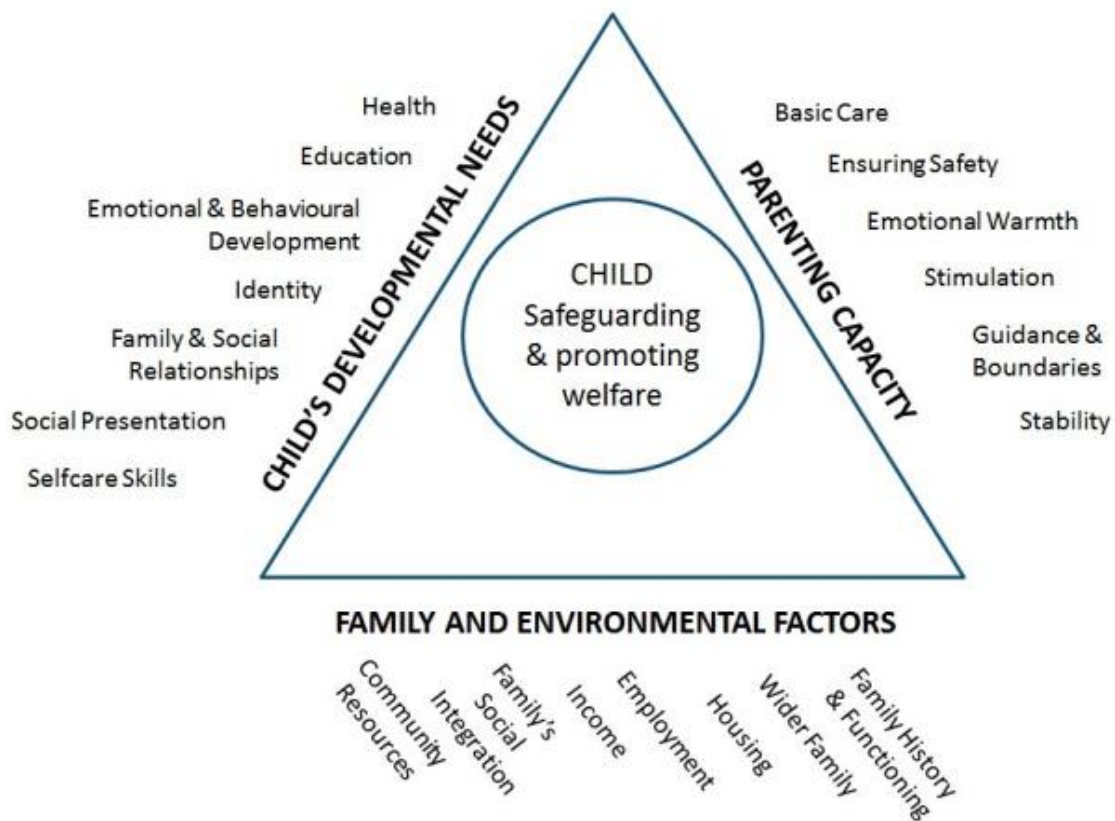 Health
Education
Emotional & Behavioural
Development
Identity
Family & Social
Relationships
Social Presentation
Selfcare Skills
CHILD'S DEVELOPMENTAL NEEDS
CHILD
Safeguarding
& promoting
welfare
PARENTING CAPACITY
Basic Care
Ensuring Safety
Emotional Warmth
Stimulation
Guidance &
Boundaries
Stability
FAMILY AND ENVIRONMENTAL FACTORS
Community
Resources
Family's
Social
Integration
Income
Employment
Housing
Wider Family
Family History
& Functioning